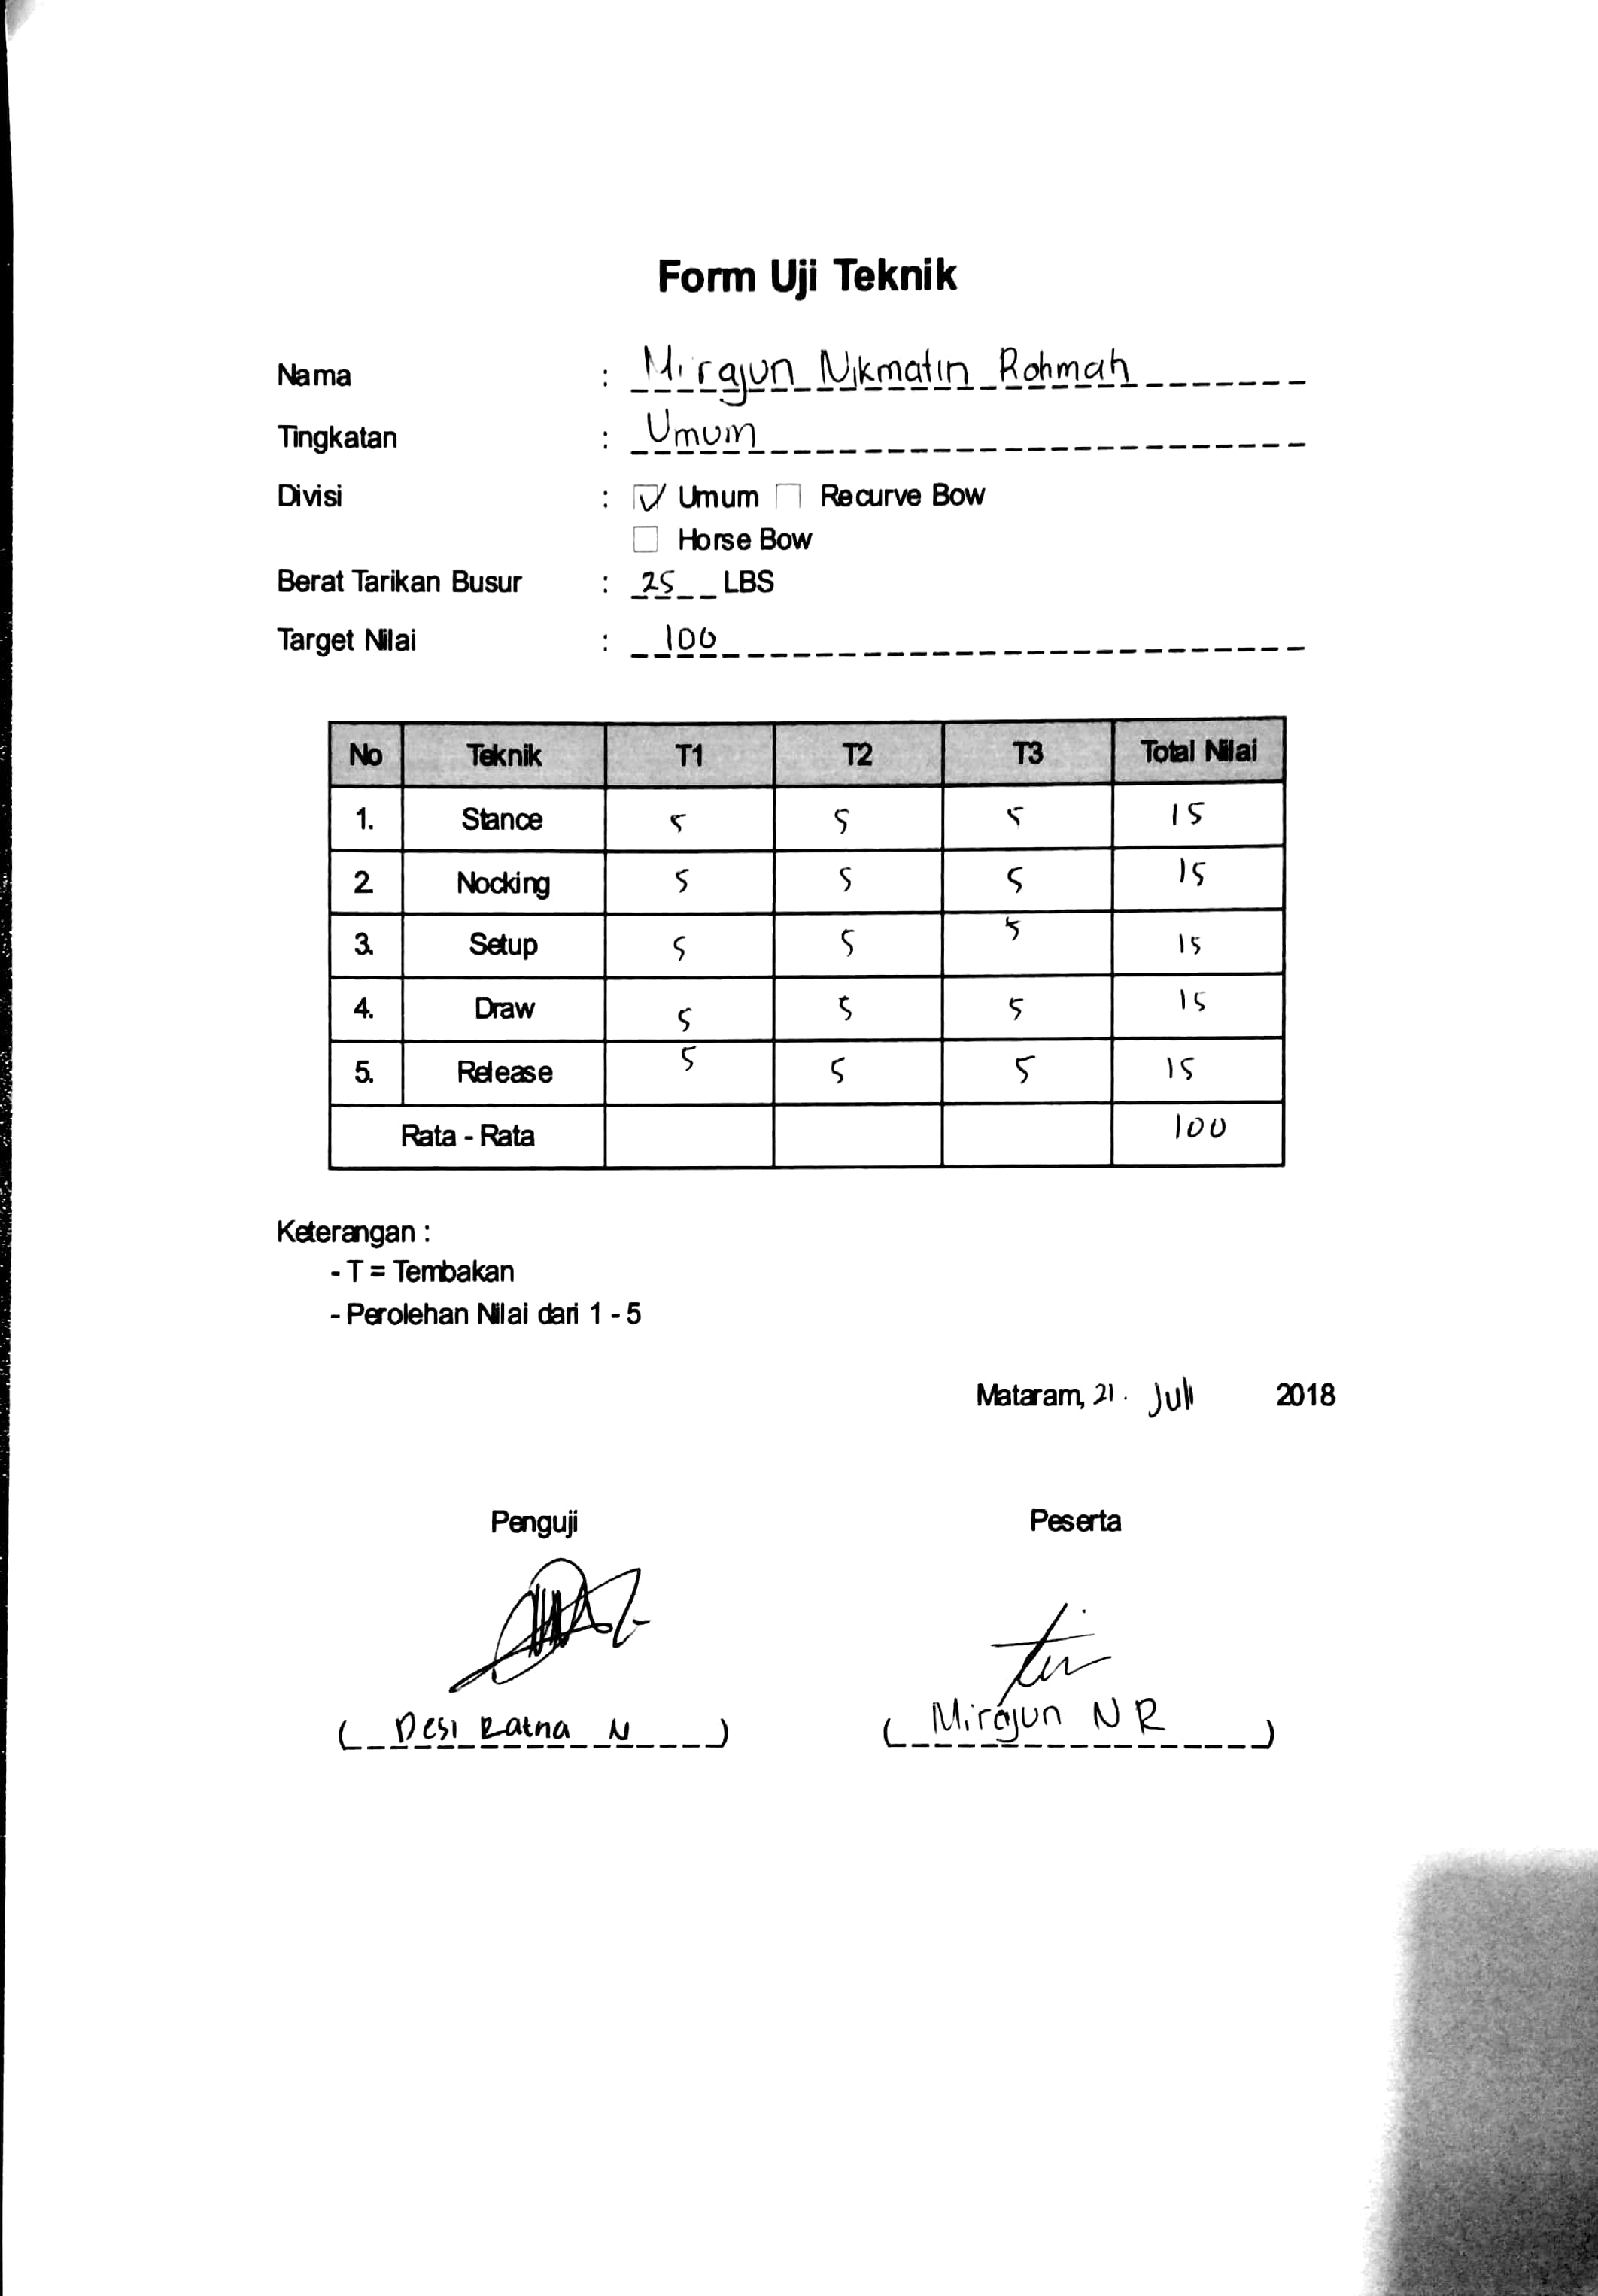 Form Uji Teknik
Nama : Mirajun Nikmatin Rohmah
Tingkatan : Umum
Divisi : ☑ Umum ☐ Recurve Bow
☐ Horse Bow
Berat Tarikan Busur : 25 LBS
Target Nilai : 100
No Teknik T1 T2 T3 Total Nilai
1. Stance 5 5 5 15
2. Nocking 5 5 5 15
3. Setup 5 5 5 15
4. Draw 5 5 5 15
5. Release 5 5 5 15
Rata - Rata 100
Keterangan :
- T = Tembakan
- Perolehan Nilai dari 1 - 5
Mataram, 21. Juli 2018
Penguji Peserta
( Desi Ratna N ) ( Mirajun N R )